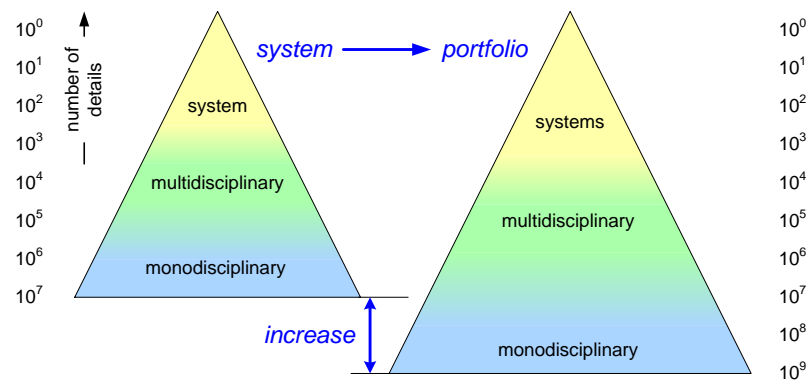 10⁰
10¹
10²
10³
10⁴
10⁵
10⁶
10⁷
number of
details
system
multidisciplinary
monodisciplinary
system
portfolio
increase
systems
multidisciplinary
monodisciplinary
10⁰
10¹
10²
10³
10⁴
10⁵
10⁶
10⁷
10⁸
10⁹